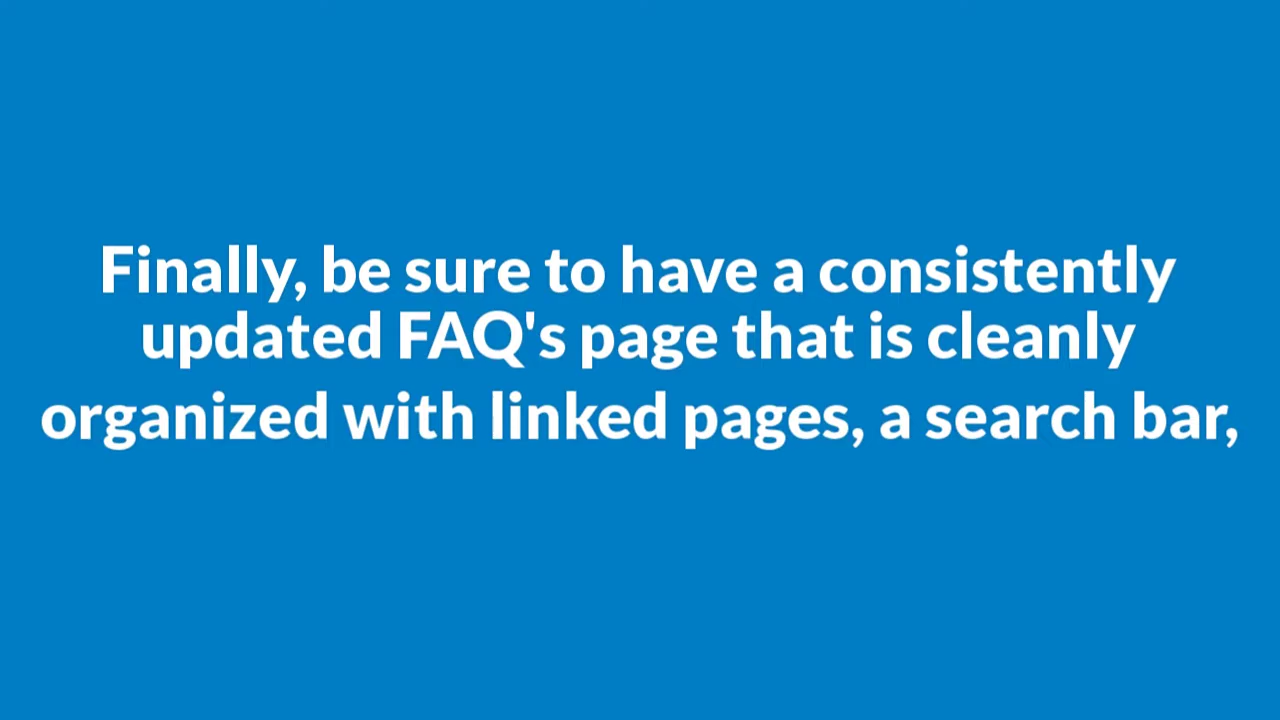 Finally, be sure to have a consistently
updated FAQ's page that is cleanly
organized with linked pages, a search bar,